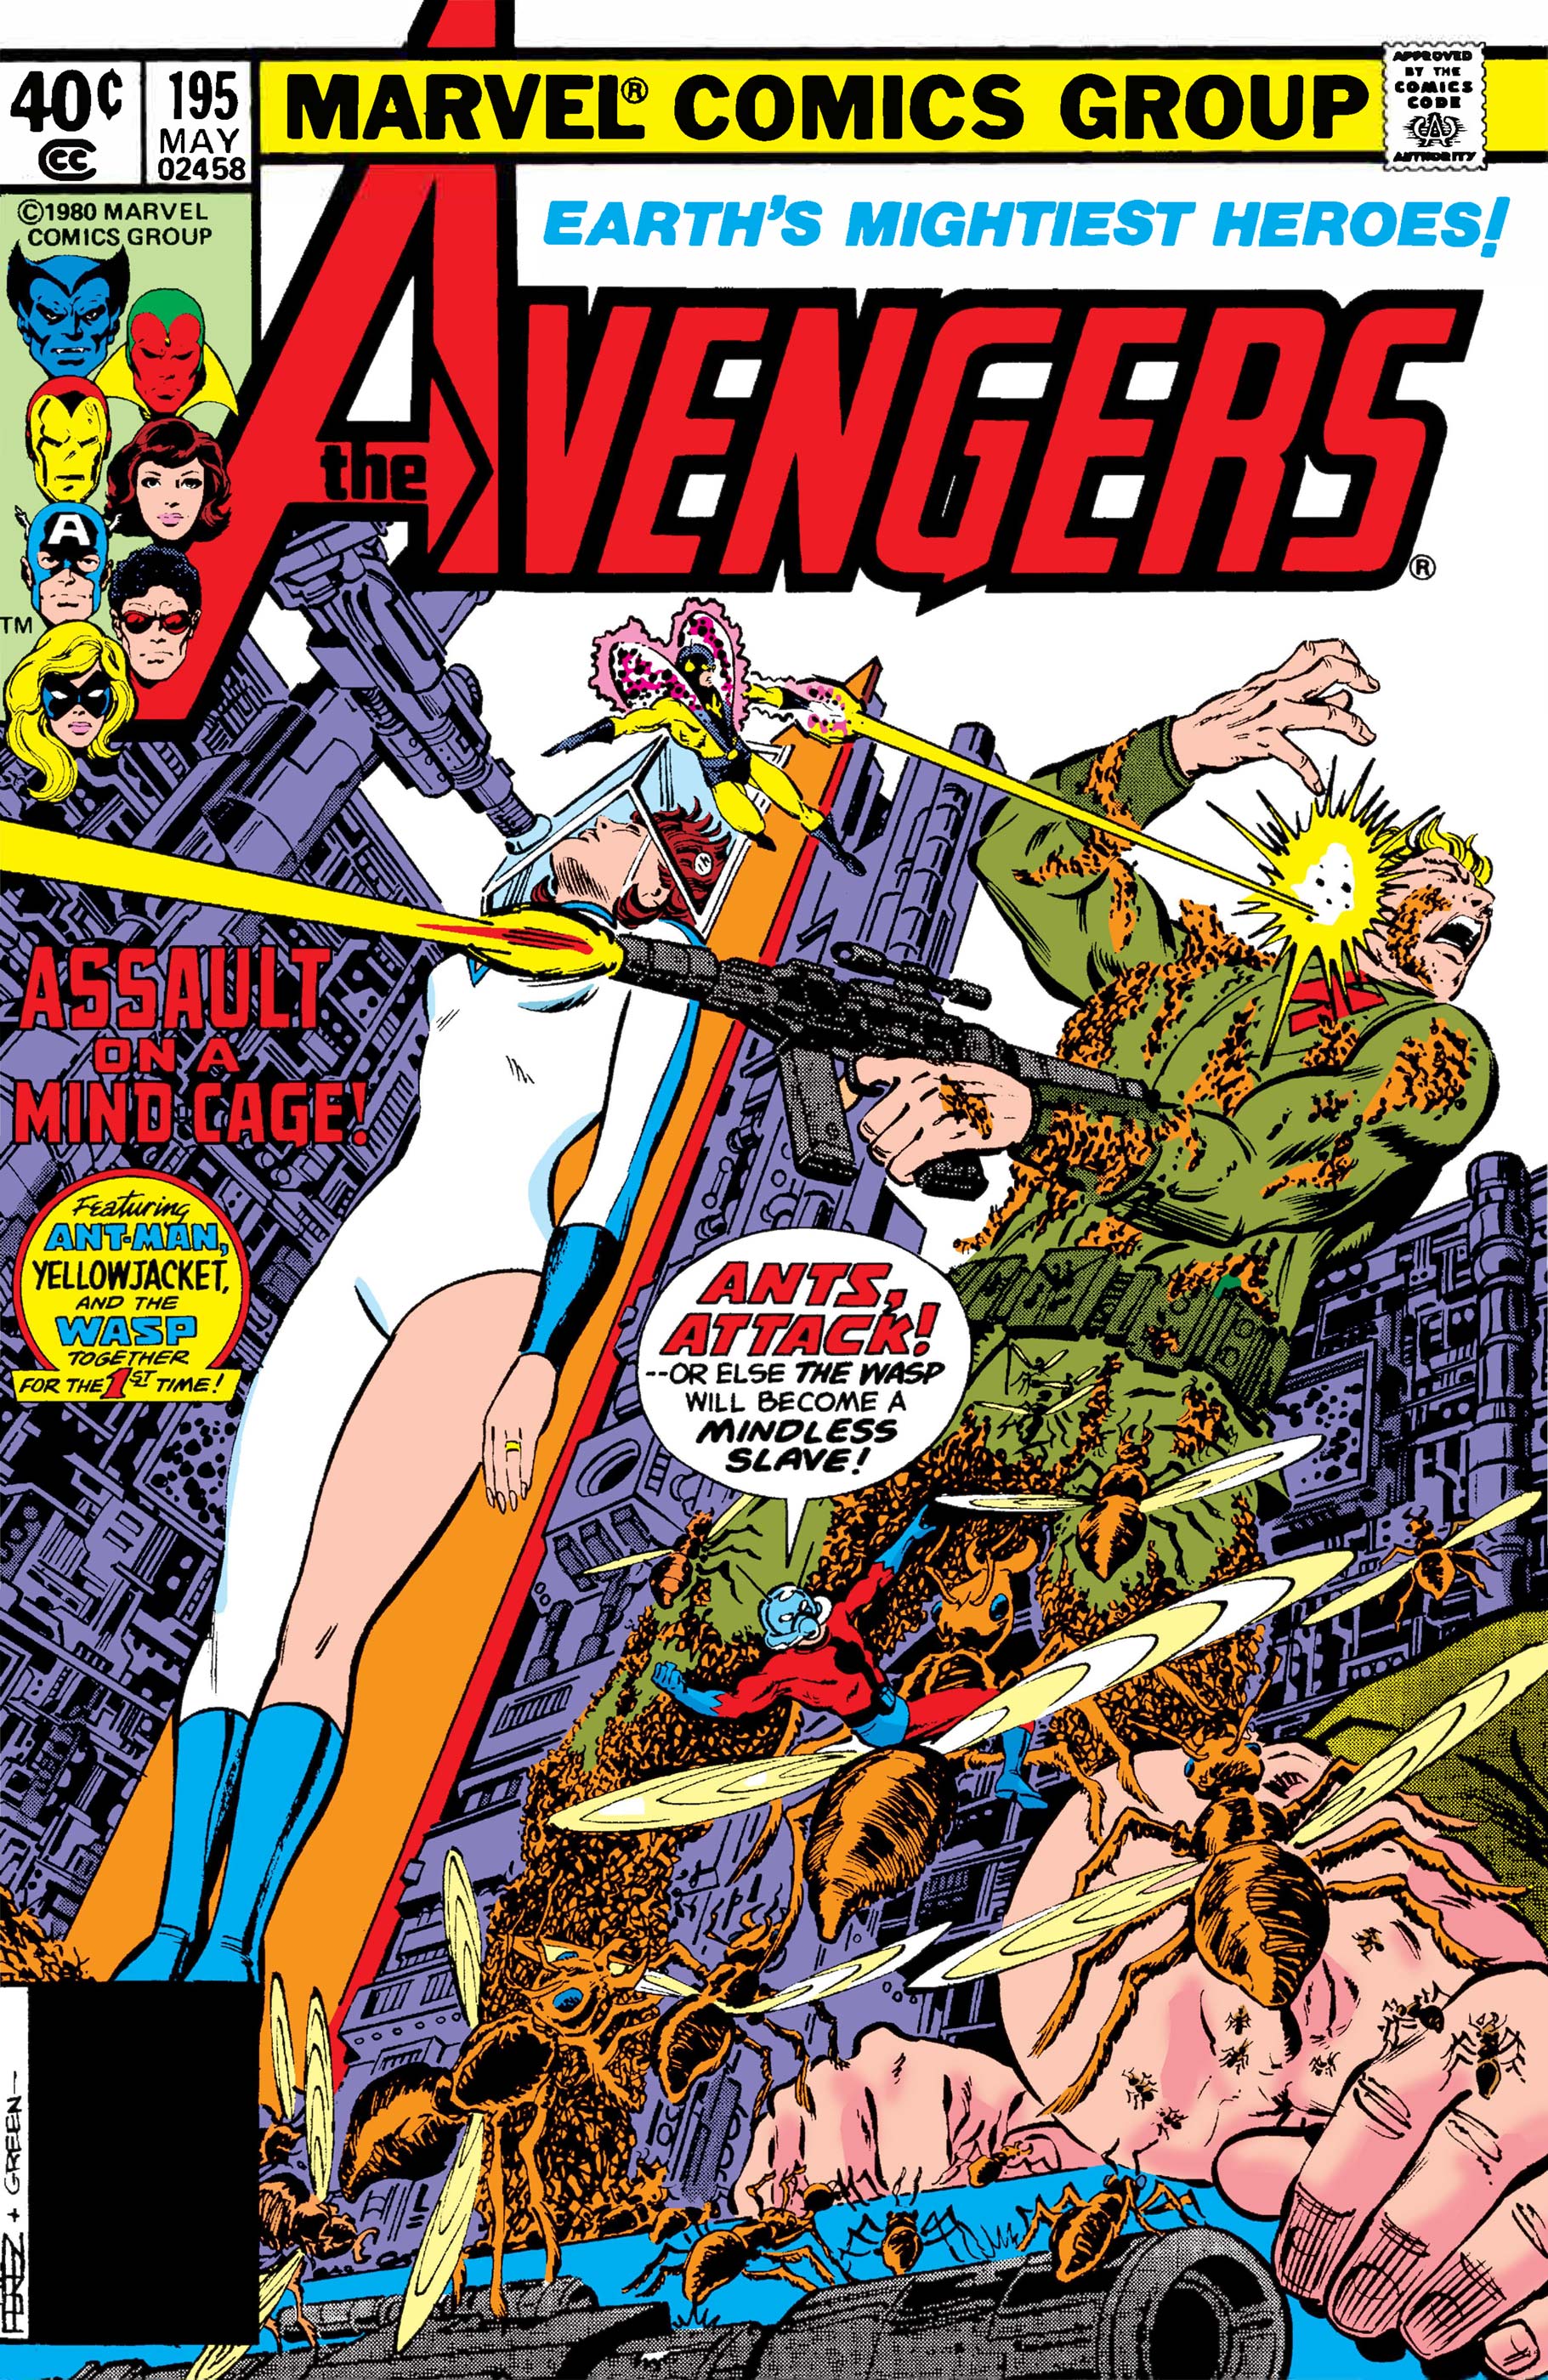 40¢
CC
195
MAY
02458
MARVEL® COMICS GROUP
APPROVED
BY THE
COMICS
CODE
A
AUTHORITY
©1980 MARVEL
COMICS GROUP
EARTH'S MIGHTIEST HEROES!
the AVENGERS®
A
TM
ASSAULT
ON A
MIND CAGE!
Featuring
ANT-MAN,
YELLOWJACKET,
AND THE
WASP
TOGETHER
FOR THE 1ST TIME!
ANTS,
ATTACK!
--OR ELSE THE WASP
WILL BECOME A
MINDLESS
SLAVE!
PÉREZ + GREEN—